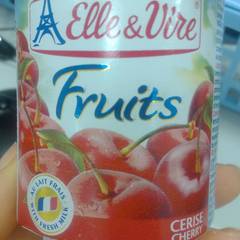 Elle & Vire
Fruits
AU LAIT FRAIS
WITH FRESH MILK
CERISE
CHERRY